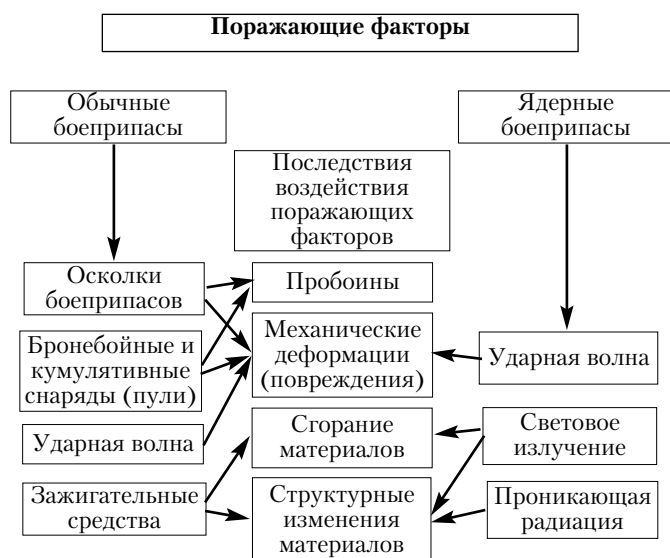 Поражающие факторы
Обычные
боеприпасы
Ядерные
боеприпасы
Последствия
воздействия
поражающих
факторов
Осколки
боеприпасов
Пробоины
Бронебойные и
кумулятивные
снаряды (пули)
Механические
деформации
(повреждения)
Ударная волна
Ударная волна
Сгорание
материалов
Световое
излучение
Зажигательные
средства
Структурные
изменения
материалов
Проникающая
радиация